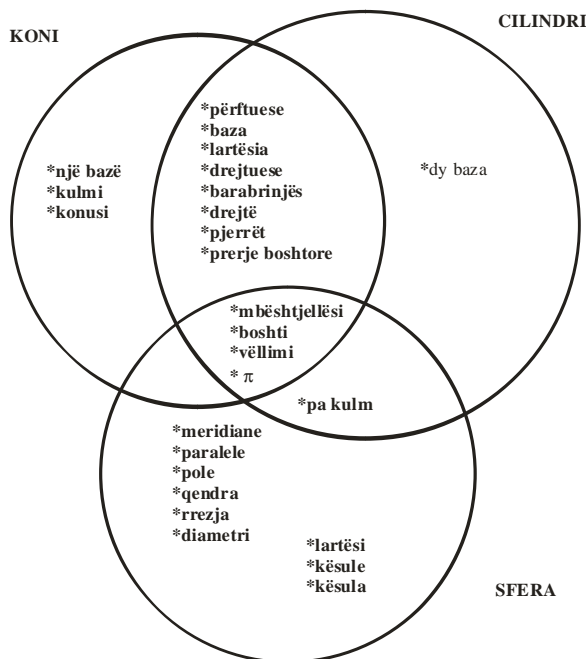 KONI
CILINDRI
*përftuese
*baza
*lartësia
*drejtuese
*barabrinjës
*drejtë
*pjerrët
*prerje boshtore
*një bazë
*kulmi
*konusi
*dy baza
*mbështjellësi
*boshti
*vëllimi
* π
*pa kulm
*meridiane
*paralele
*pole
*qendra
*rrezja
*diametri
*lartësi
*kësule
*kësula
SFERA